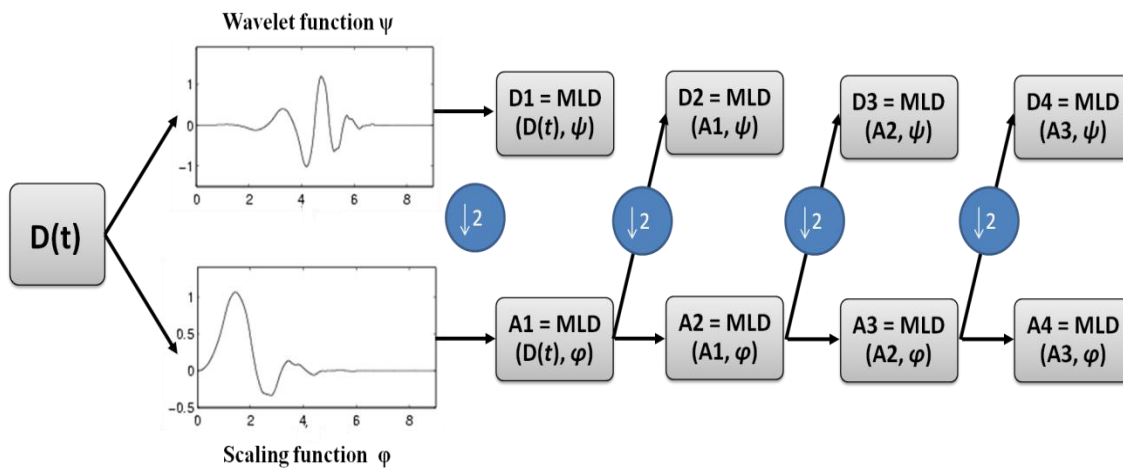 Wavelet function ψ
1
0
-1
0
2
4
6
8
D(t)
1
0.5
0
-0.5
0
2
4,
6
8
Scaling function φ
D1 = MLD
(D(t), ψ)
D2 = MLD
(A1, ψ)
D3 = MLD
(A2, ψ)
D4 = MLD
(A3, ψ)
↓2
↓2
↓2
↓2
A1 = MLD
(D(t), φ)
A2 = MLD
(A1, φ)
A3 = MLD
(A2, φ)
A4 = MLD
(A3, φ)